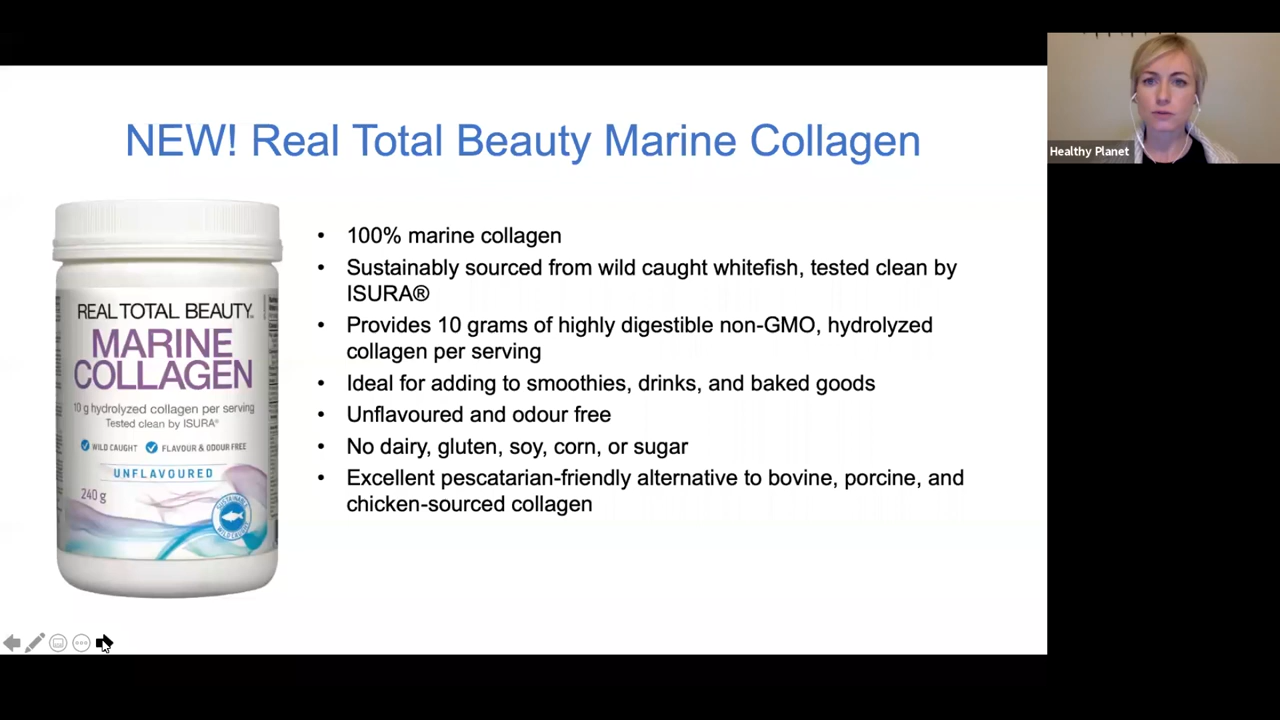 NEW! Real Total Beauty Marine Collagen
Healthy Planet
• 100% marine collagen
• Sustainably sourced from wild caught whitefish, tested clean by
ISURA®
• Provides 10 grams of highly digestible non-GMO, hydrolyzed
collagen per serving
• Ideal for adding to smoothies, drinks, and baked goods
• Unflavoured and odour free
• No dairy, gluten, soy, corn, or sugar
• Excellent pescatarian-friendly alternative to bovine, porcine, and
chicken-sourced collagen
REAL TOTAL BEAUTY
MARINE
COLLAGEN
10 g hydrolyzed collagen per serving
Tested clean by ISURA®
WILD CAUGHT FLAVOUR & ODOUR FREE
UNFLAVOURED
240 g
SUSTAINABLE
WILD CAUGHT